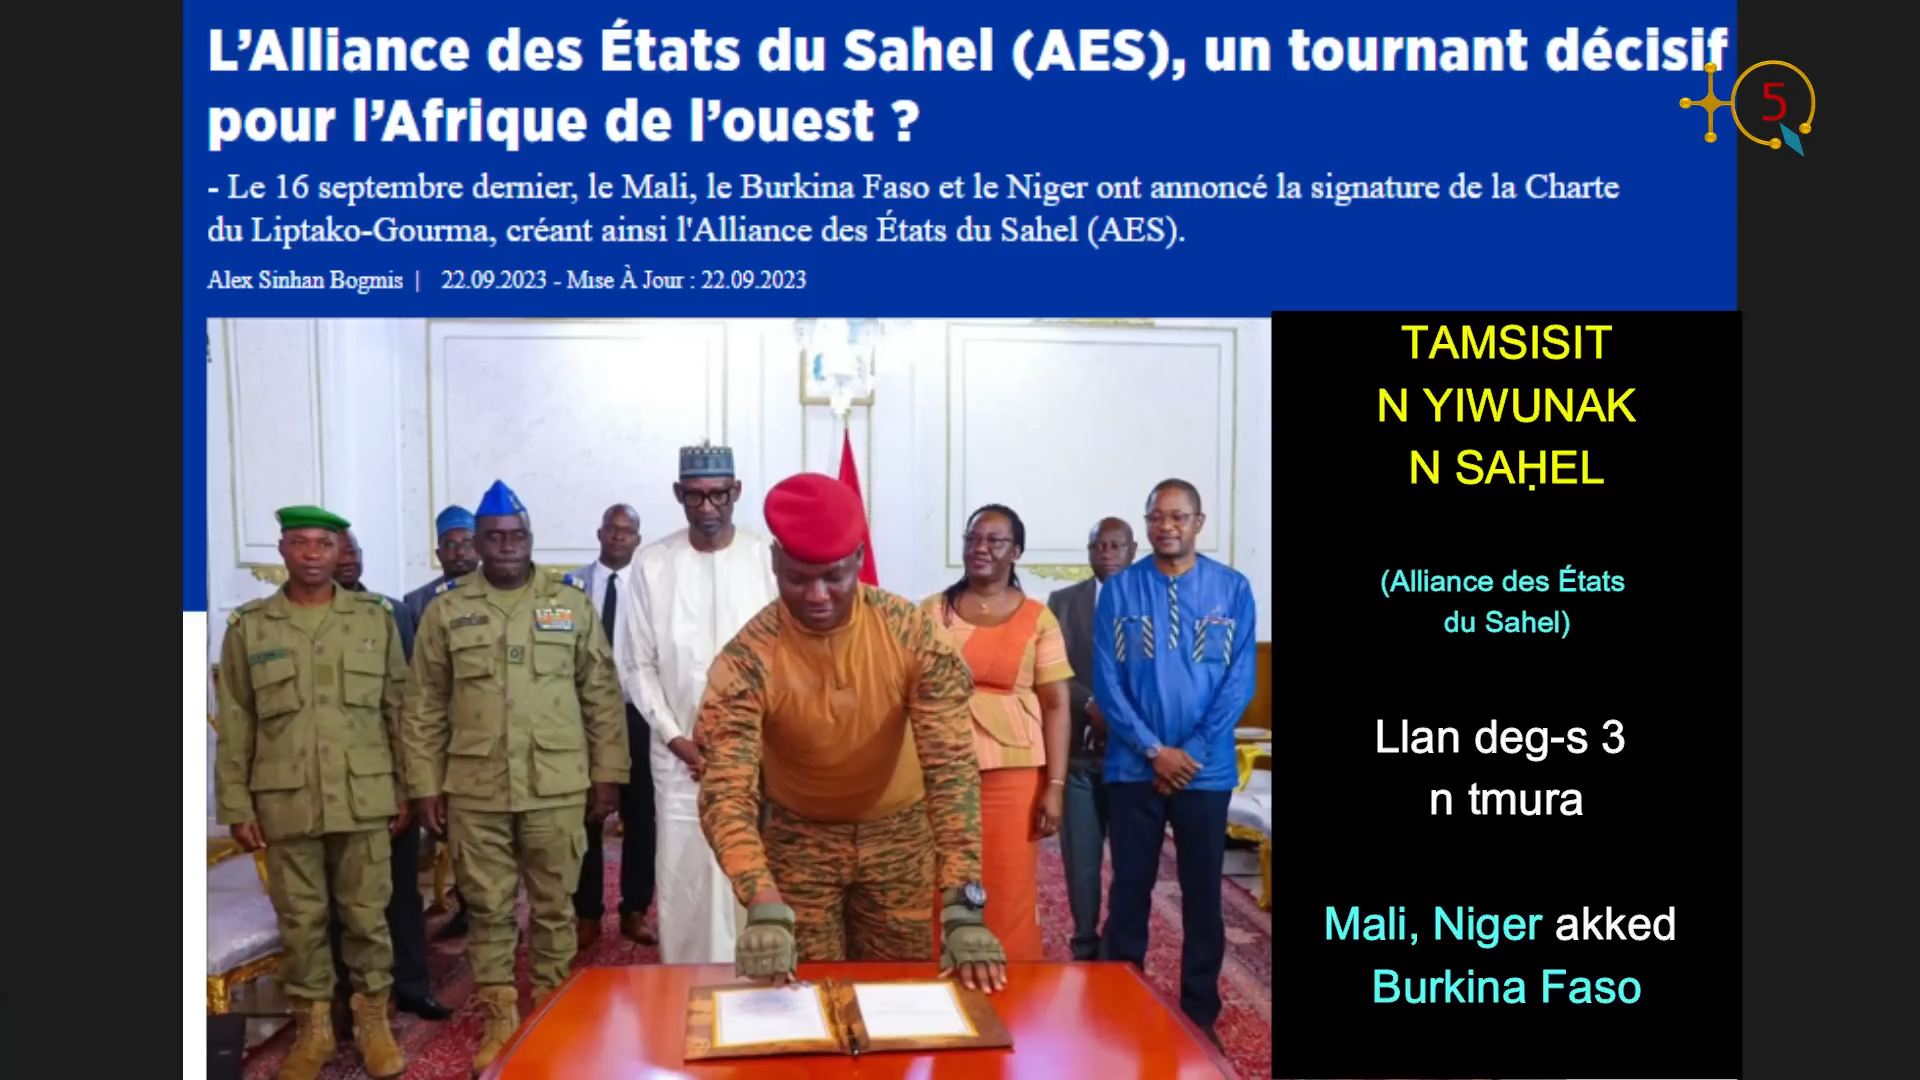 L’Alliance des États du Sahel (AES), un tournant décisif
pour l’Afrique de l’ouest ?
- Le 16 septembre dernier, le Mali, le Burkina Faso et le Niger ont annoncé la signature de la Charte
du Liptako-Gourma, créant ainsi l'Alliance des États du Sahel (AES).
Alex Sinhan Bogmis | 22.09.2023 - Mise À Jour : 22.09.2023
5
TAMSISIT
N YIWUNAK
N SAḤEL
(Alliance des États
du Sahel)
Llan deg-s 3
n tmura
Mali, Niger akked
Burkina Faso